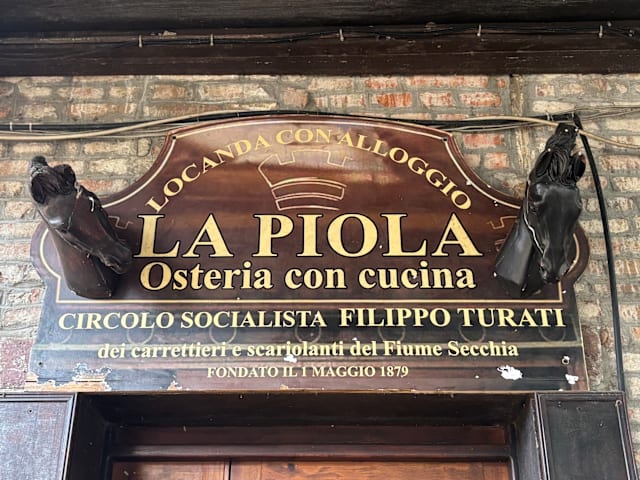 LOCANDA CON ALLOGGIO
LA PIOLA
Osteria con cucina
CIRCOLO SOCIALISTA FILIPPO TURATI
dei carrettieri e scariolanti del Fiume Secchia
FONDATO IL 1 MAGGIO 1879